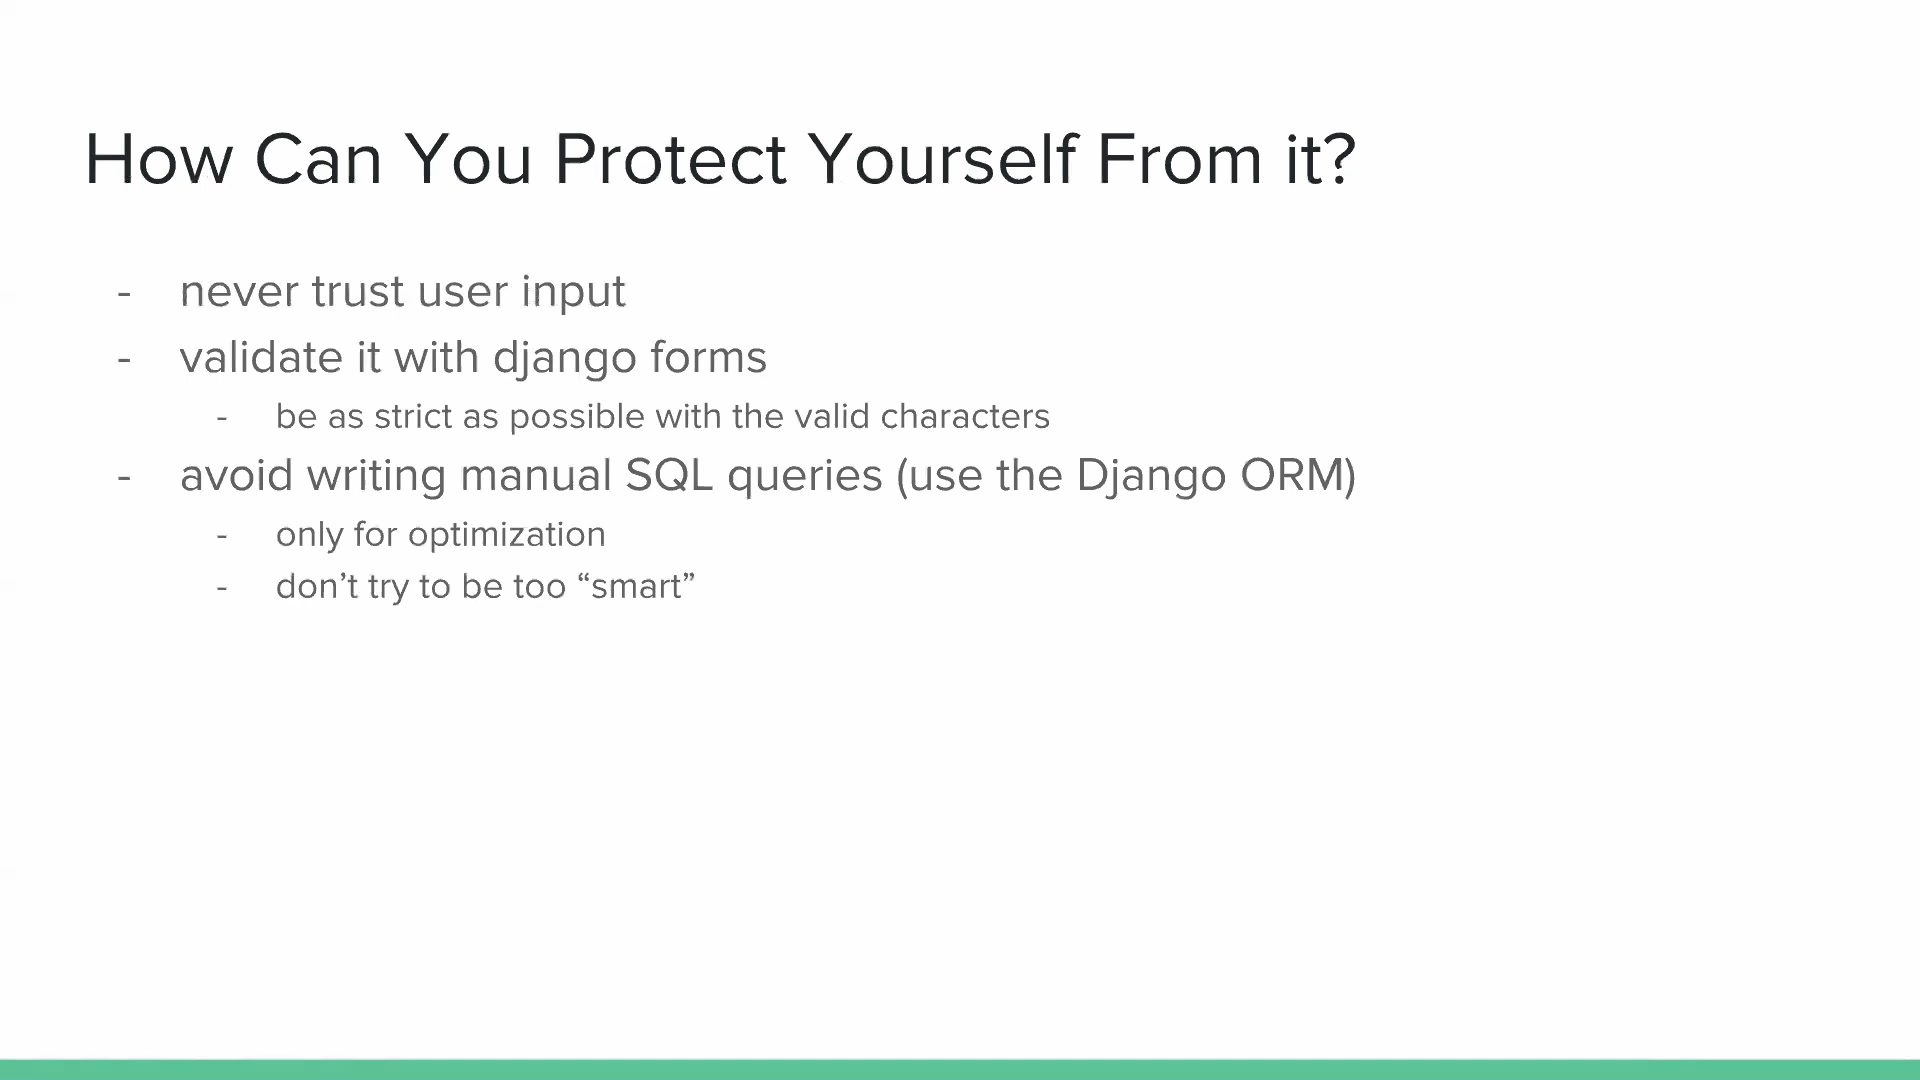 How Can You Protect Yourself From it?
- never trust user input
- validate it with django forms
- be as strict as possible with the valid characters
- avoid writing manual SQL queries (use the Django ORM)
- only for optimization
- don’t try to be too “smart”